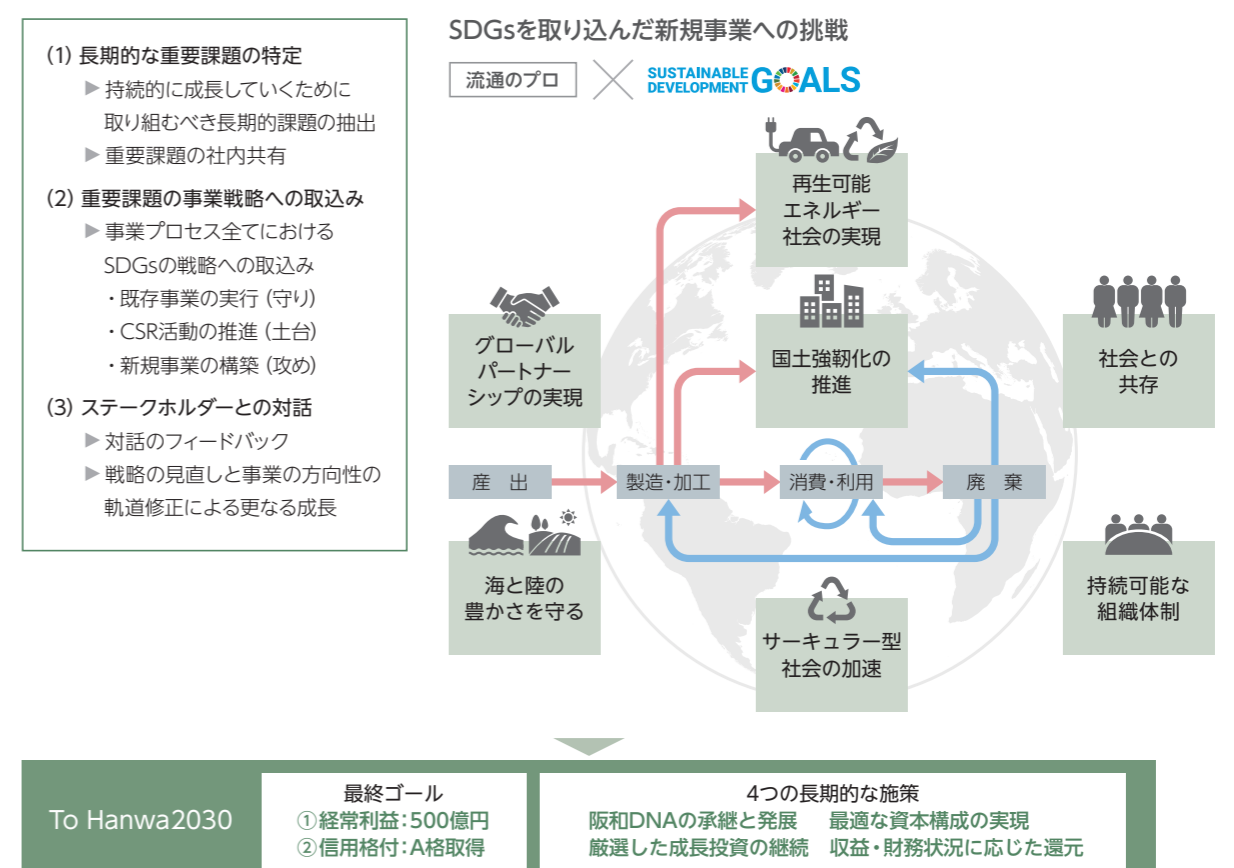 (1) 長期的な重要課題の特定
▶持続的に成長していくために
取り組むべき長期的課題の抽出
▶重要課題の社内共有
(2) 重要課題の事業戦略への取込み
▶事業プロセス全てにおける
SDGsの戦略への取込み
・既存事業の実行（守り）
・CSR活動の推進（土台）
・新規事業の構築（攻め）
(3) ステークホルダーとの対話
▶対話のフィードバック
▶戦略の見直しと事業の方向性の
軌道修正による更なる成長
SDGsを取り込んだ新規事業への挑戦
流通のプロ
SUSTAINABLE
DEVELOPMENT GOALS
再生可能
エネルギー
社会の実現
グローバル
パートナー
シップの実現
国土強靭化の
推進
社会との
共存
産　出
製造・加工
消費・利用
廃　棄
海と陸の
豊かさを守る
サーキュラー型
社会の加速
持続可能な
組織体制
To Hanwa2030
最終ゴール
①経常利益：500億円
②信用格付：A格取得
4つの長期的な施策
阪和DNAの承継と発展　最適な資本構成の実現
厳選した成長投資の継続　収益・財務状況に応じた還元